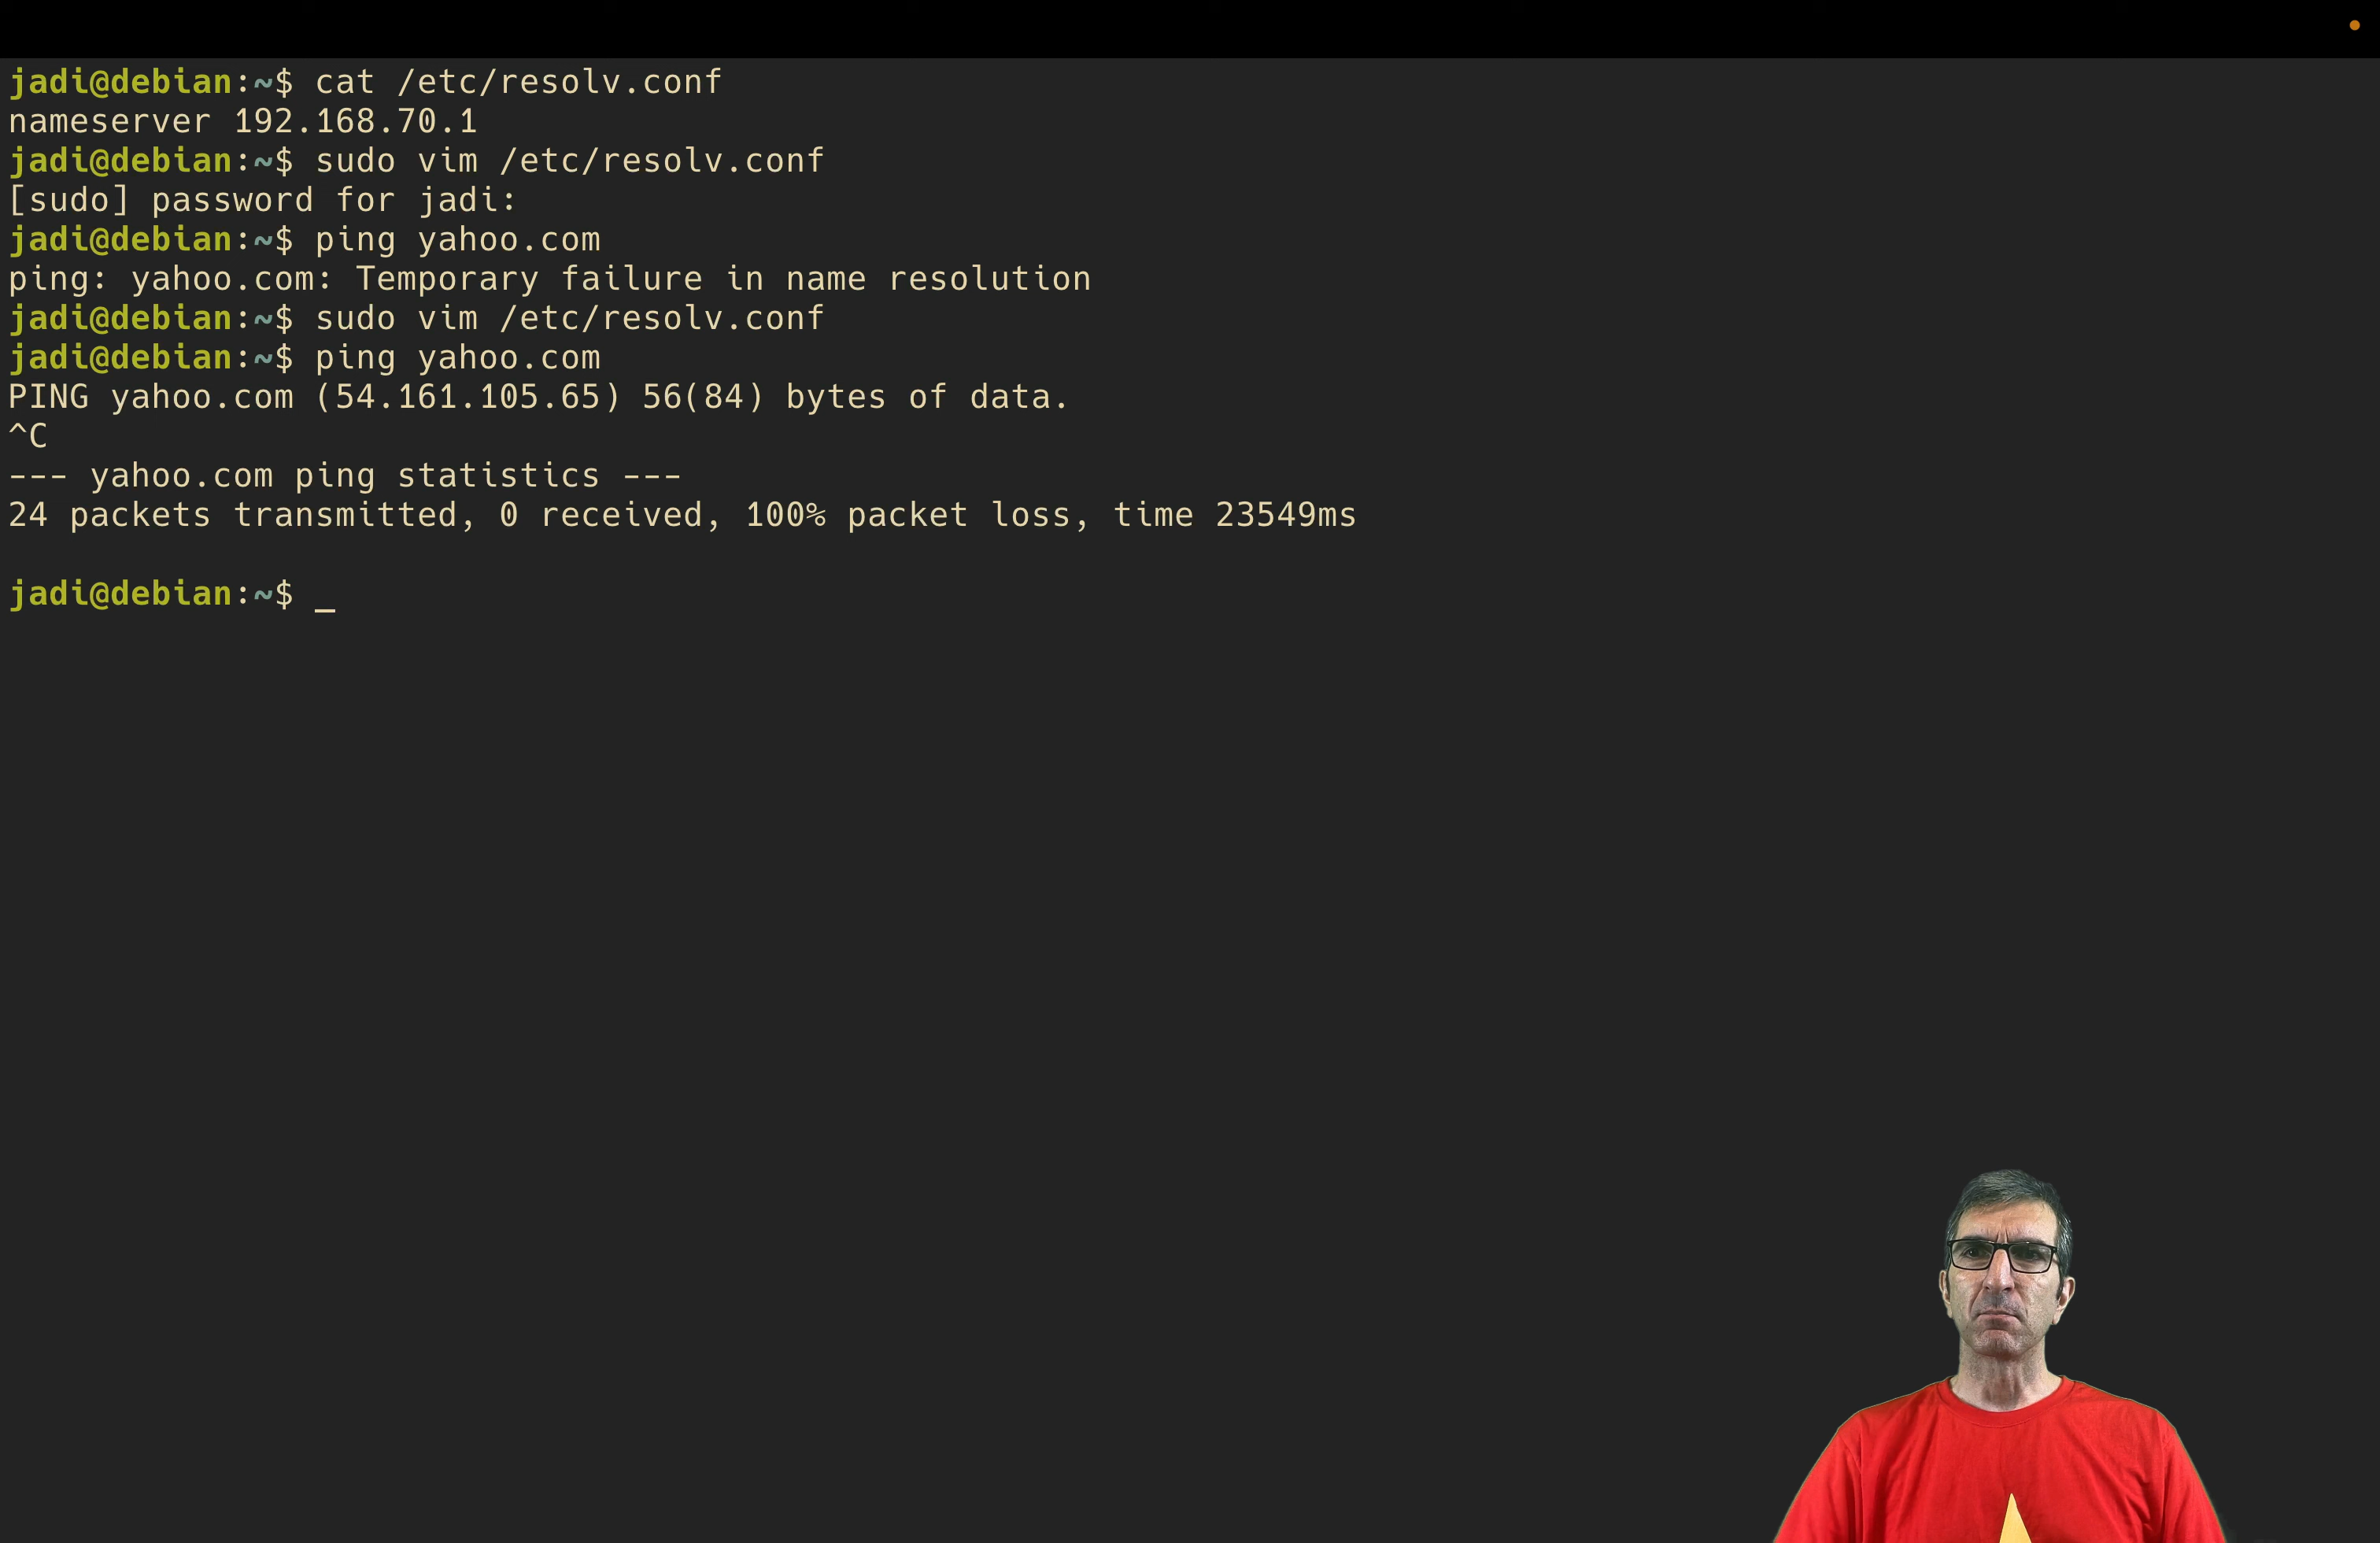 jadi@debian:~$ cat /etc/resolv.conf
nameserver 192.168.70.1
jadi@debian:~$ sudo vim /etc/resolv.conf
[sudo] password for jadi:
jadi@debian:~$ ping yahoo.com
ping: yahoo.com: Temporary failure in name resolution
jadi@debian:~$ sudo vim /etc/resolv.conf
jadi@debian:~$ ping yahoo.com
PING yahoo.com (54.161.105.65) 56(84) bytes of data.
^C
--- yahoo.com ping statistics ---
24 packets transmitted, 0 received, 100% packet loss, time 23549ms
jadi@debian:~$ _